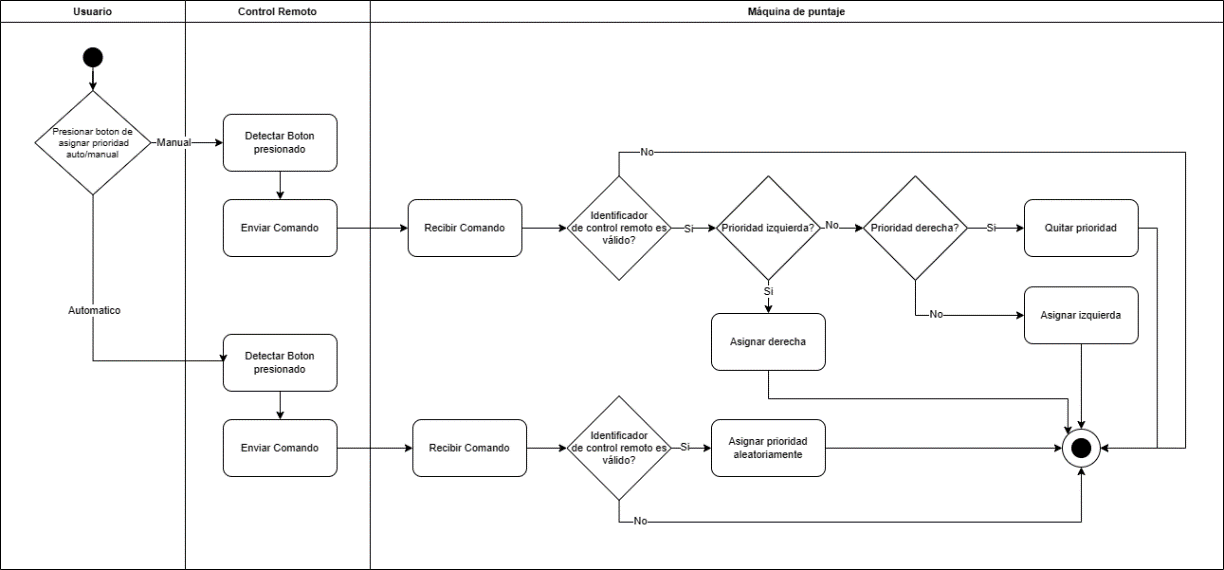 Usuario
Control Remoto
Máquina de puntaje
Presionar boton de
asignar prioridad
auto/manual
Manual
Detectar Boton
presionado
Enviar Comando
Recibir Comando
Identificador
de control remoto es
válido?
No
Si
Prioridad izquierda?
No
Prioridad derecha?
Si
Quitar prioridad
Si
Asignar derecha
No
Asignar izquierda
Automatico
Detectar Boton
presionado
Enviar Comando
Recibir Comando
Identificador
de control remoto es
válido?
Si
Asignar prioridad
aleatoriamente
No